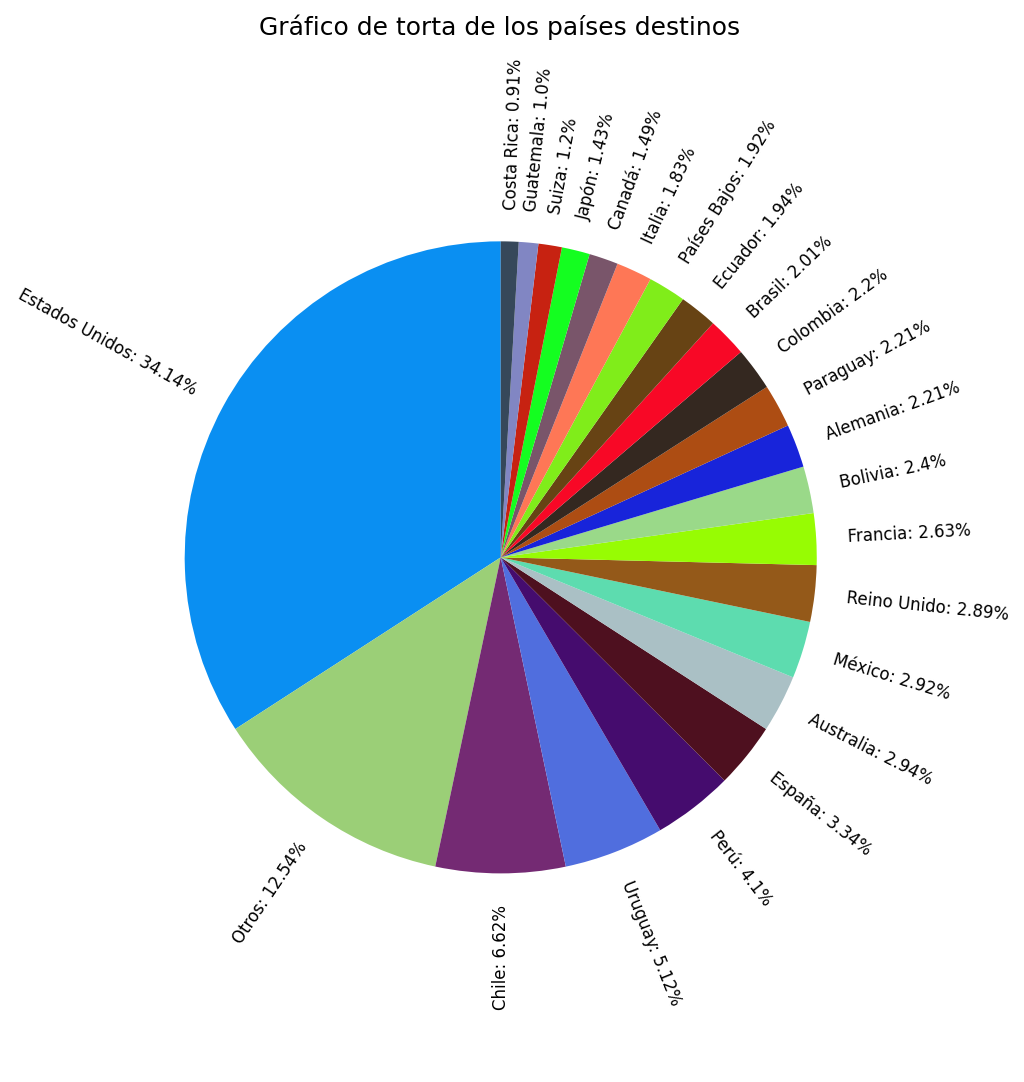 Gráfico de torta de los países destinos
Costa Rica: 0.91%
Guatemala: 1.0%
Suiza: 1.2%
Japón: 1.43%
Canadá: 1.49%
Italia: 1.83%
Países Bajos: 1.92%
Ecuador: 1.94%
Brasil: 2.01%
Colombia: 2.2%
Paraguay: 2.21%
Alemania: 2.21%
Bolivia: 2.4%
Francia: 2.63%
Reino Unido: 2.89%
México: 2.92%
Australia: 2.94%
España: 3.34%
Perú: 4.1%
Uruguay: 5.12%
Chile: 6.62%
Otros: 12.54%
Estados Unidos: 34.14%